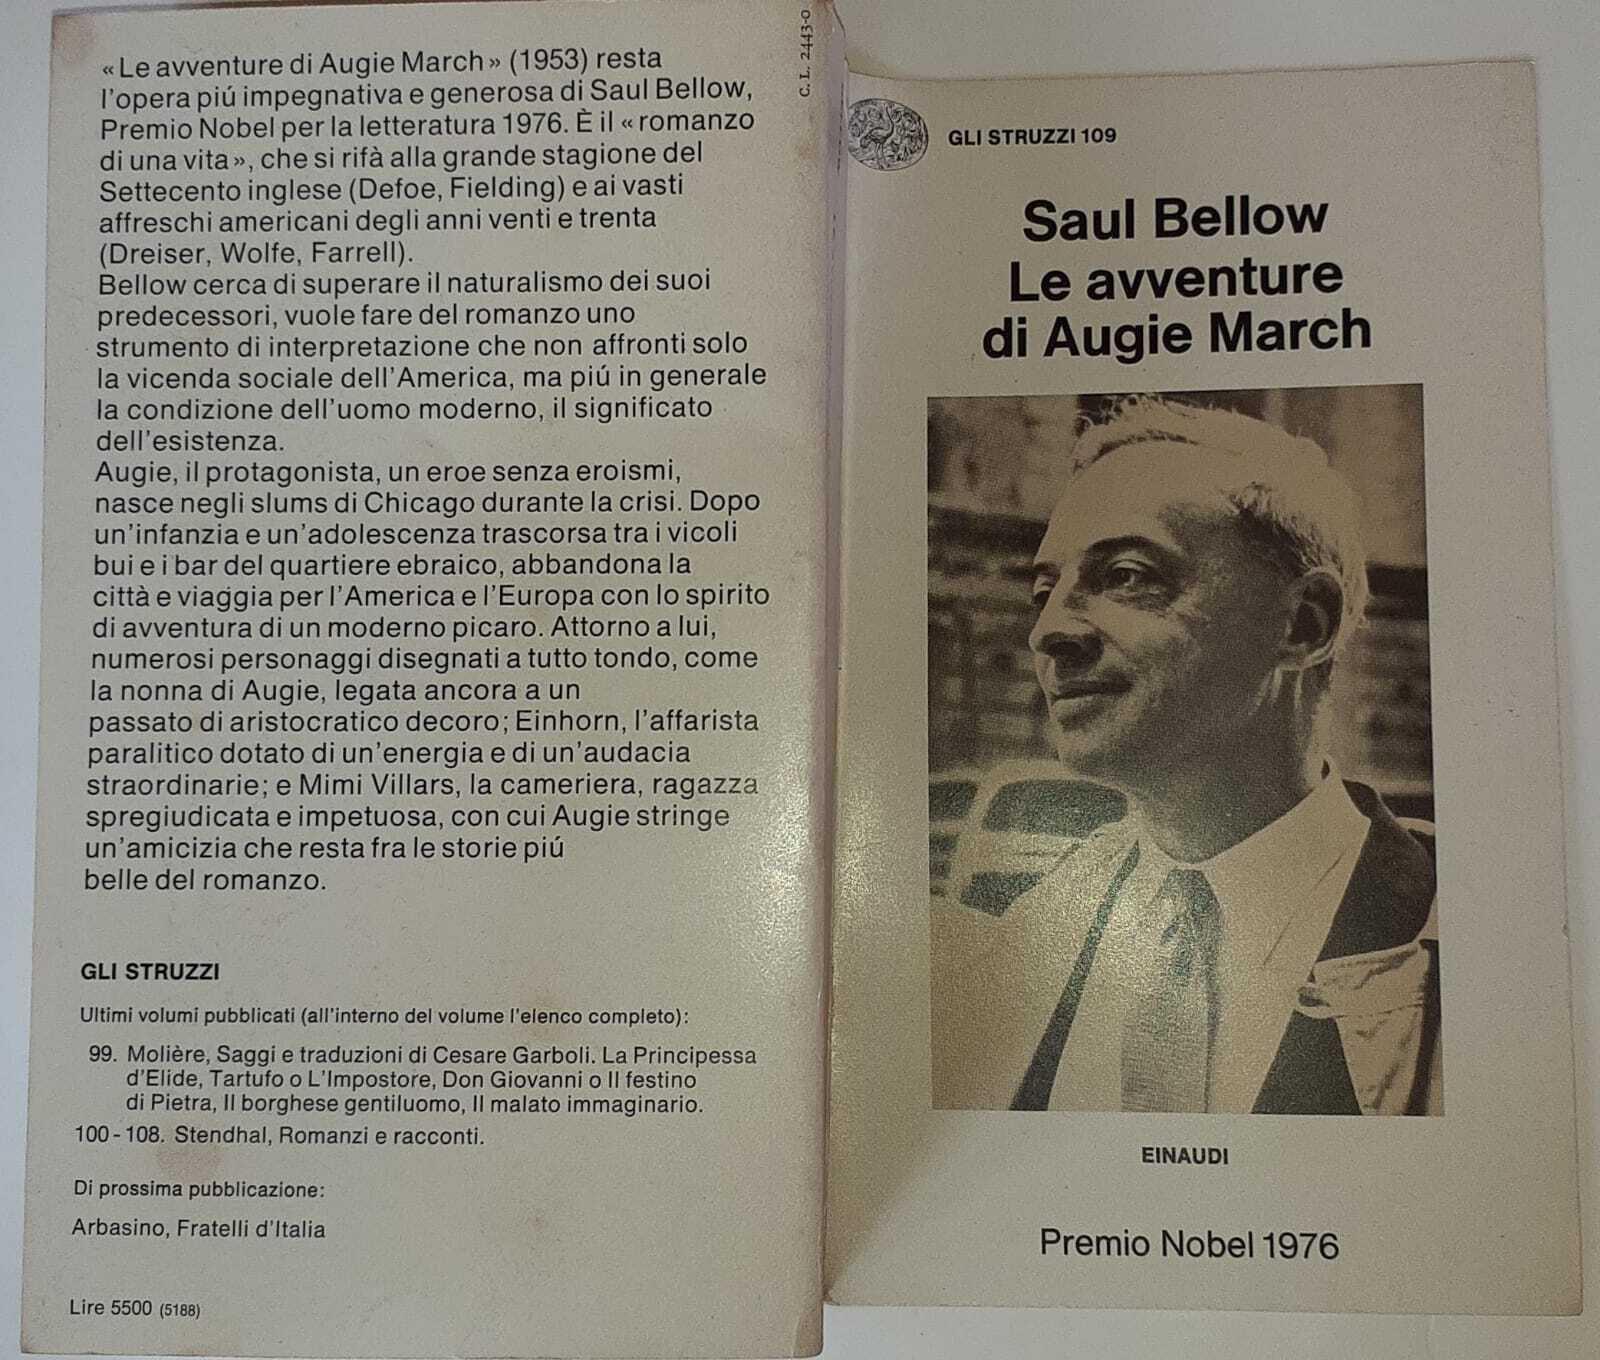 «Le avventure di Augie March» (1953) resta
l'opera piú impegnativa e generosa di Saul Bellow,
Premio Nobel per la letteratura 1976. È il «romanzo
di una vita», che si rifà alla grande stagione del
Settecento inglese (Defoe, Fielding) e ai vasti
affreschi americani degli anni venti e trenta
(Dreiser, Wolfe, Farrell).
Bellow cerca di superare il naturalismo dei suoi
predecessori, vuole fare del romanzo uno
strumento di interpretazione che non affronti solo
la vicenda sociale dell'America, ma piú in generale
la condizione dell'uomo moderno, il significato
dell'esistenza.
Augie, il protagonista, un eroe senza eroismi,
nasce negli slums di Chicago durante la crisi. Dopo
un'infanzia e un'adolescenza trascorsa tra i vicoli
bui e i bar del quartiere ebraico, abbandona la
città e viaggia per l'America e l'Europa con lo spirito
di avventura di un moderno picaro. Attorno a lui,
numerosi personaggi disegnati a tutto tondo, come
la nonna di Augie, legata ancora a un
passato di aristocratico decoro; Einhorn, l'affarista
paralitico dotato di un'energia e di un'audacia
straordinarie; e Mimi Villars, la cameriera, ragazza
spregiudicata e impetuosa, con cui Augie stringe
un'amicizia che resta fra le storie piú
belle del romanzo.
GLI STRUZZI
Ultimi volumi pubblicati (all'interno del volume l'elenco completo):
99. Molière, Saggi e traduzioni di Cesare Garboli. La Principessa
d'Elide, Tartufo o L'Impostore, Don Giovanni o Il festino
di Pietra, Il borghese gentiluomo, Il malato immaginario.
100-108. Stendhal, Romanzi e racconti.
Di prossima pubblicazione:
Arbasino, Fratelli d'Italia
Lire 5500 (5188)
C. L. 2443-0
GLI STRUZZI 109
Saul Bellow
Le avventure
di Augie March
EINAUDI
Premio Nobel 1976